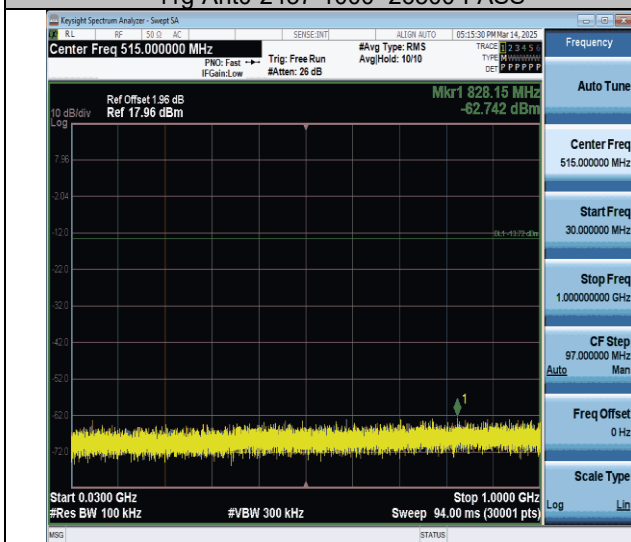 11g Ant0 2437 1000~26500 PASS
Keysight Spectrum Analyzer - Swept SA
RL RF 50 Ω AC SENSE:INT ALIGN AUTO 05:15:30 PM Mar 14, 2025
Center Freq 515.000000 MHz
PNO: Fast
IFGain:Low
Trig: Free Run
#Atten: 26 dB
#Avg Type: RMS
Avg|Hold: 10/10
TRACE 1 2 3 4 5 6
TYPE MWWWWW
DET P P P P P P
Frequency
Auto Tune
Center Freq
515.000000 MHz
Start Freq
30.000000 MHz
Stop Freq
1.000000000 GHz
CF Step
97.000000 MHz
Auto Man
Freq Offset
0 Hz
Scale Type
Log Lin
Mkr1 828.15 MHz
-62.742 dBm
Ref Offset 1.96 dB
10 dB/div Ref 17.96 dBm
Log
7.96
-2.04
-12.0
DL1 -13.72 dBm
-22.0
-32.0
-42.0
-52.0
1
-62.0
-72.0
Start 0.0300 GHz Stop 1.0000 GHz
#Res BW 100 kHz #VBW 300 kHz Sweep 94.00 ms (30001 pts)
MSG STATUS